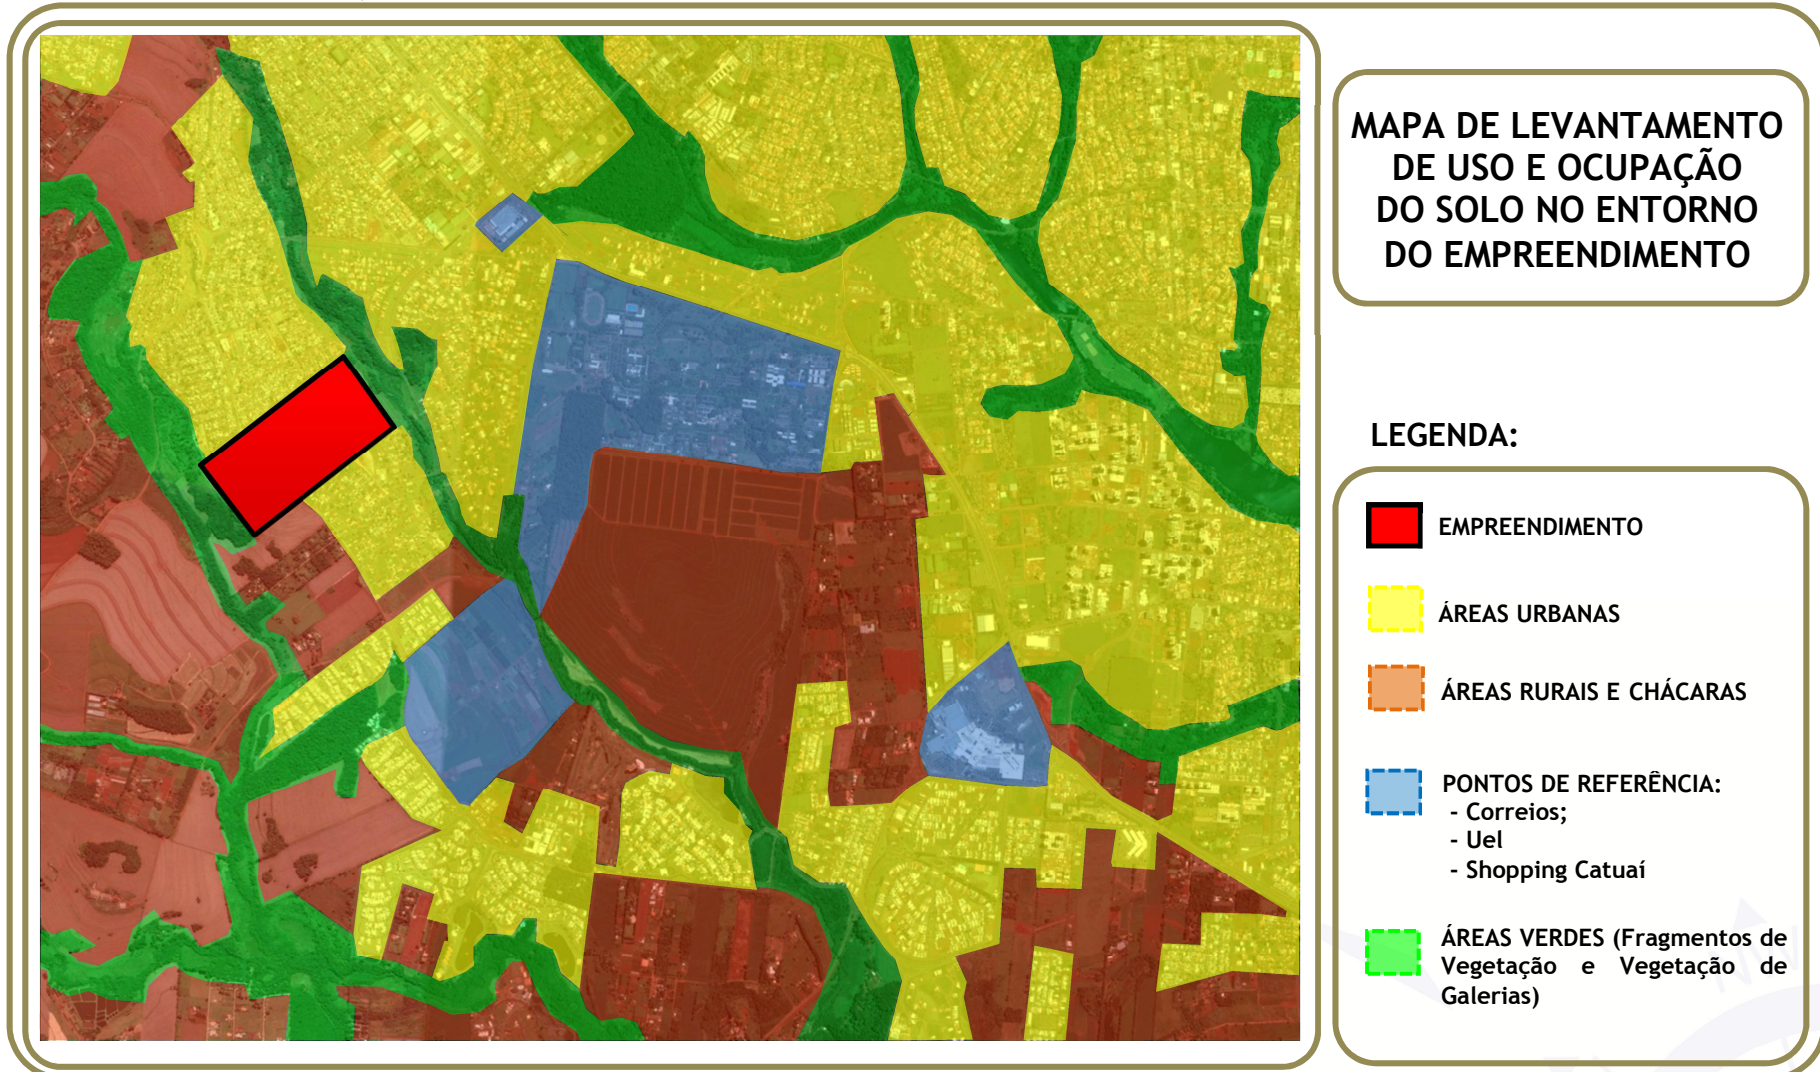 MAPA DE LEVANTAMENTO
DE USO E OCUPAÇÃO
DO SOLO NO ENTORNO
DO EMPREENDIMENTO
LEGENDA:
EMPREENDIMENTO
ÁREAS URBANAS
ÁREAS RURAIS E CHÁCARAS
PONTOS DE REFERÊNCIA:
- Correios;
- Uel
- Shopping Catuaí
ÁREAS VERDES (Fragmentos de
Vegetação e Vegetação de
Galerias)
NW